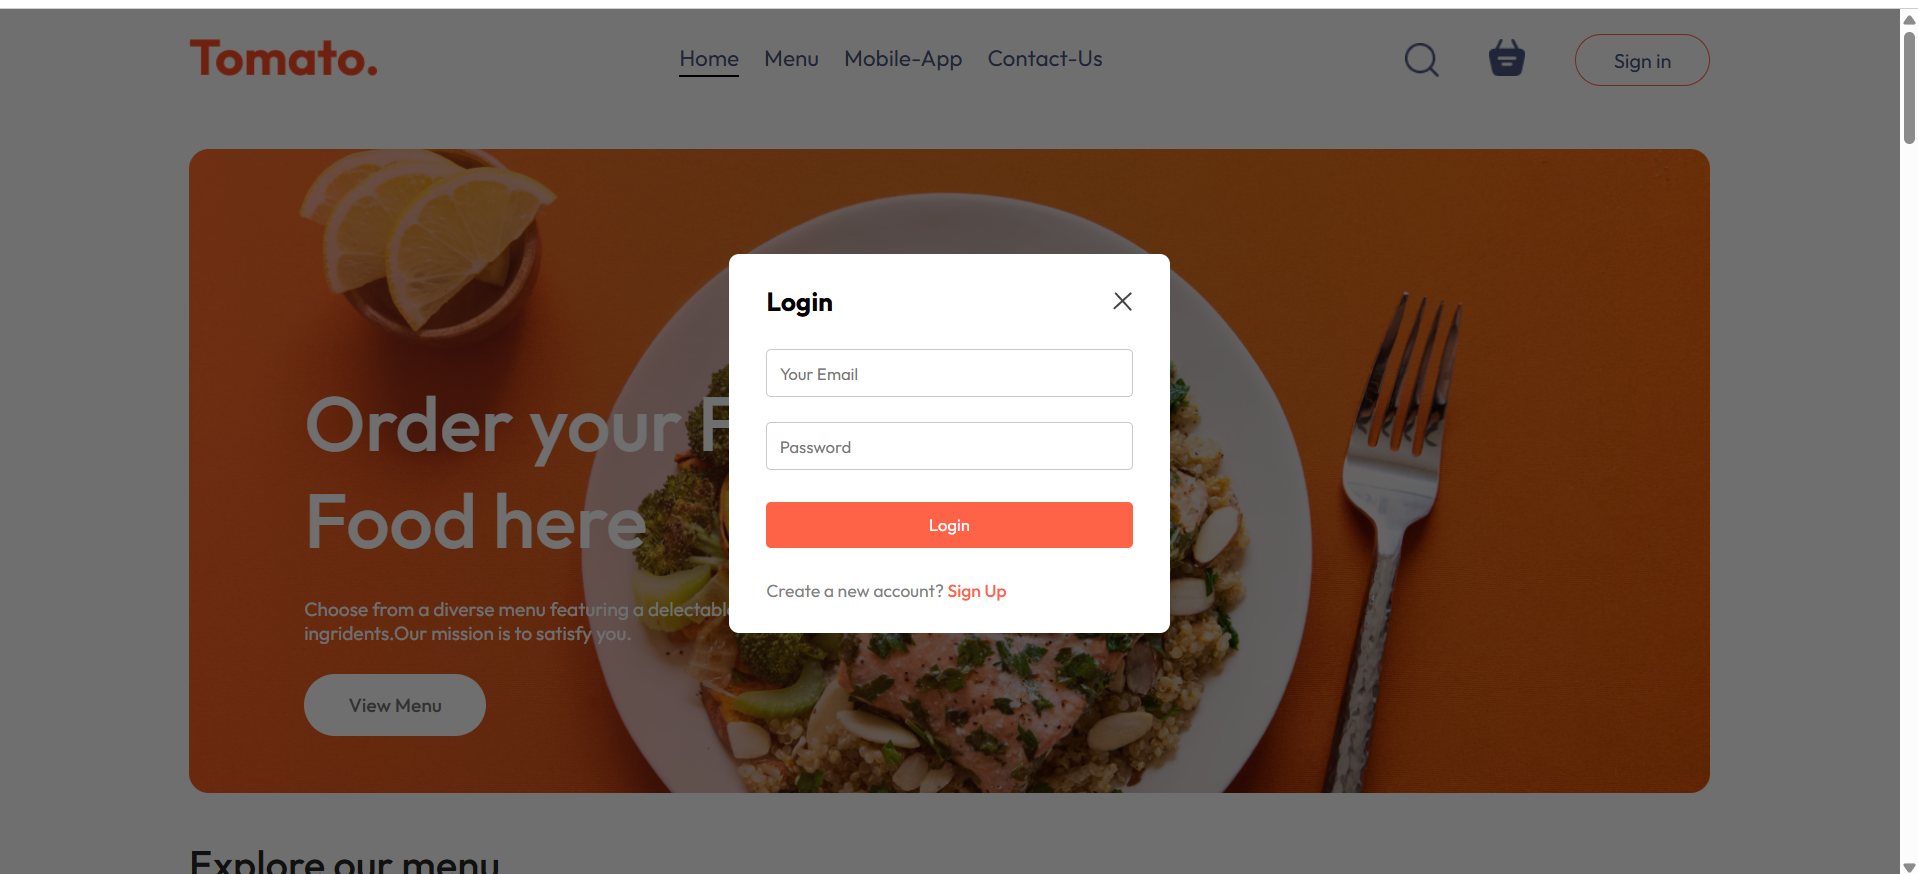 Tomato.
Home Menu Mobile-App Contact-Us
Sign in
Order your F
Food here
Choose from a diverse menu featuring a delectabl
ingridents.Our mission is to satisfy you.
View Menu
Login
Your Email
Password
Login
Create a new account? Sign Up
Explore our menu